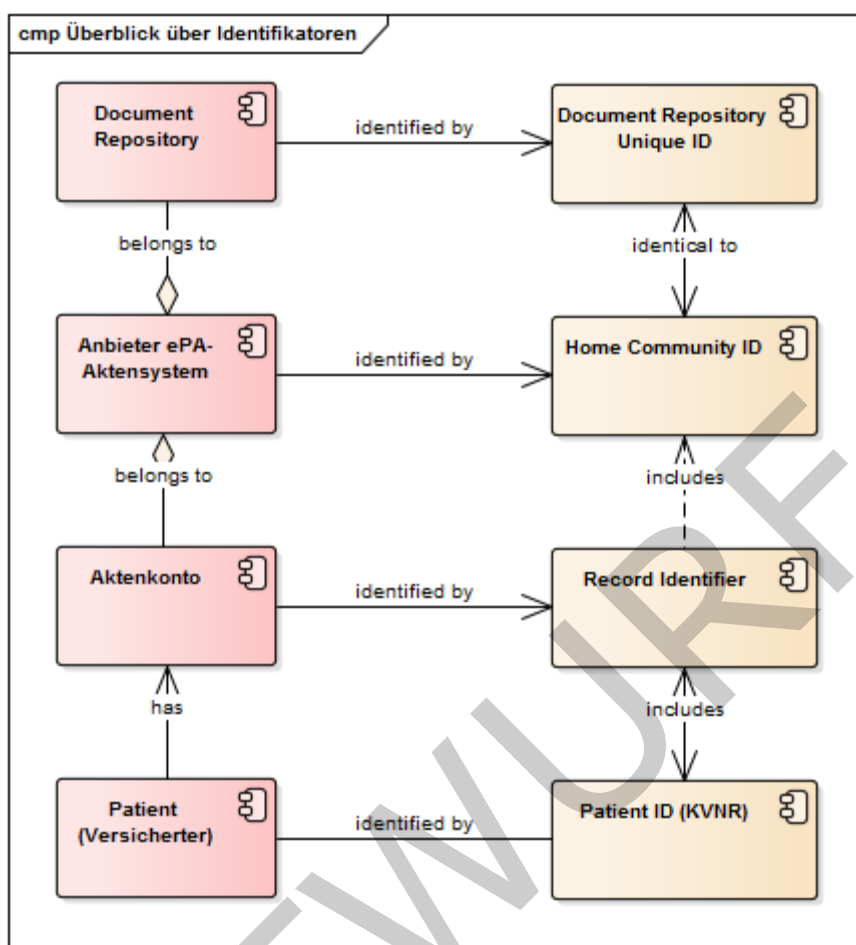 cmp Überblick über Identifikatoren
Document
Repository
identified by
Document Repository
Unique ID
belongs to
identical to
Anbieter ePA-
Aktensystem
identified by
Home Community ID
belongs to
includes
Aktenkonto
identified by
Record Identifier
has
includes
Patient
(Versicherter)
identified by
Patient ID (KVNR)
TWURF